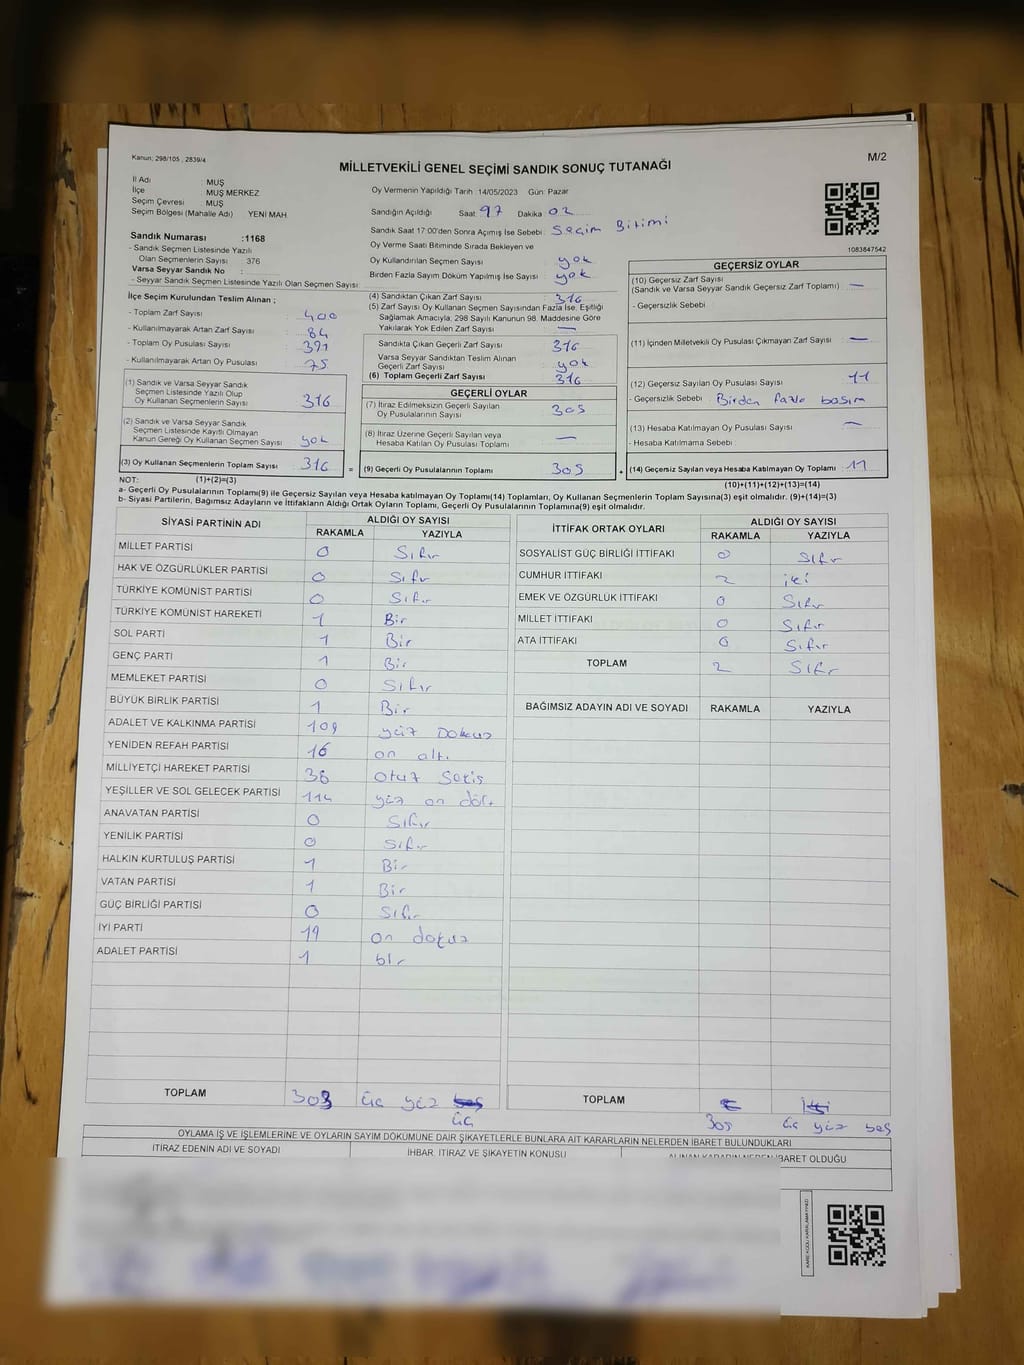 Kanun; 298/105 , 2839/4
M/2
MİLLETVEKİLİ GENEL SEÇİMİ SANDIK SONUÇ TUTANAĞI
İl Adı : MUŞ
İlçe : MUŞ MERKEZ
Seçim Çevresi : MUŞ
Seçim Bölgesi (Mahalle Adı) YENİ MAH.
Oy Vermenin Yapıldığı Tarih :14/05/2023 Gün: Pazar
Sandığın Açıldığı Saat 97 Dakika 02
Sandık Saat 17:00'den Sonra Açımış İse Sebebi : Seçim Bitimi
Oy Verme Saati Bitiminde Sırada Bekleyen ve
Oy Kullandırılan Seçmen Sayısı : yok
Birden Fazla Sayım Döküm Yapılmış İse Sayısı : yok
1083847542
Sandık Numarası :1168
- Sandık Seçmen Listesinde Yazılı
Olan Seçmenlerin Sayısı : 376
Varsa Seyyar Sandık No :
- Seyyar Sandık Seçmen Listesinde Yazılı Olan Seçmen Sayısı:
İlçe Seçim Kurulundan Teslim Alınan ;
- Toplam Zarf Sayısı : 400
- Kullanılmayarak Artan Zarf Sayısı : 84
- Toplam Oy Pusulası Sayısı : 391
- Kullanılmayarak Artan Oy Pusulası : 75
(1) Sandık ve Varsa Seyyar Sandık
Seçmen Listesinde Yazılı Olup
Oy Kullanan Seçmenlerin Sayısı : 316
(2) Sandık ve Varsa Seyyar Sandık
Seçmen Listesinde Kayıtlı Olmayan
Kanun Gereği Oy Kullanan Seçmen Sayısı : yok
(3) Oy Kullanan Seçmenlerin Toplam Sayısı : 316
(4) Sandıktan Çıkan Zarf Sayısı : 316
(5) Zarf Sayısı Oy Kullanan Seçmen Sayısından Fazla İse, Eşitliği
Sağlamak Amacıyla, 298 Sayılı Kanunun 98. Maddesine Göre
Yakılarak Yok Edilen Zarf Sayısı : —
Sandıkta Çıkan Geçerli Zarf Sayısı : 316
Varsa Seyyar Sandıktan Teslim Alınan
Geçerli Zarf Sayısı : yok
(6) Toplam Geçerli Zarf Sayısı : 316
GEÇERLİ OYLAR
(7) İtiraz Edilmeksizin Geçerli Sayılan
Oy Pusulasının Sayısı : 305
(8) İtiraz Üzerine Geçerli Sayılan veya
Hesaba Katılan Oy Pusulası Toplamı : —
= (9) Geçerli Oy Pusulalarının Toplamı : 305
GEÇERSİZ OYLAR
(10) Geçersiz Zarf Sayısı
(Sandık ve Varsa Seyyar Sandık Geçersiz Zarf Toplamı) : —
- Geçersizlik Sebebi
(11) İçinden Milletvekili Oy Pusulası Çıkmayan Zarf Sayısı : —
(12) Geçersiz Sayılan Oy Pusulası Sayısı : 11
- Geçersizlik Sebebi : Birden fazla basım
(13) Hesaba Katılmayan Oy Pusulası Sayısı : —
- Hesaba Katılmama Sebebi :
+ (14) Geçersiz Sayılan veya Hesaba Katılmayan Oy Toplamı : 11
NOT: (1)+(2)=(3)
(10)+(11)+(12)+(13)=(14)
a- Geçerli Oy Pusulalarının Toplamı(9) ile Geçersiz Sayılan veya Hesaba katılmayan Oy Toplamı(14) Toplamları, Oy Kullanan Seçmenlerin Toplam Sayısına(3) eşit olmalıdır. (9)+(14)=(3)
b- Siyasi Partilerin, Bağımsız Adayların ve İttifakların Aldığı Ortak Oyların Toplamı, Geçerli Oy Pusulalarının Toplamına(9) eşit olmalıdır.
SİYASİ PARTİNİN ADI ALDIĞI OY SAYISI
RAKAMLA YAZIYLA
MİLLET PARTİSİ 0 Sıfır
HAK VE ÖZGÜRLÜKLER PARTİSİ 0 Sıfır
TÜRKİYE KOMÜNİST PARTİSİ 0 Sıfır
TÜRKİYE KOMÜNİST HAREKETİ 1 Bir
SOL PARTİ 1 Bir
GENÇ PARTİ 1 Bir
MEMLEKET PARTİSİ 0 Sıfır
BÜYÜK BİRLİK PARTİSİ 1 Bir
ADALET VE KALKINMA PARTİSİ 109 yüz Dokuz
YENİDEN REFAH PARTİSİ 16 on altı
MİLLİYETÇİ HAREKET PARTİSİ 38 otuz Sekiz
YEŞİLLER VE SOL GELECEK PARTİSİ 114 yüz on dört
ANAVATAN PARTİSİ 0 Sıfır
YENİLİK PARTİSİ 0 Sıfır
HALKIN KURTULUŞ PARTİSİ 1 Bir
VATAN PARTİSİ 1 Bir
GÜÇ BİRLİĞİ PARTİSİ 0 Sıfır
İYİ PARTİ 19 on dokuz
ADALET PARTİSİ 1 bir
TOPLAM 303 üç yüz beş
üç
İTTİFAK ORTAK OYLARI ALDIĞI OY SAYISI
RAKAMLA YAZIYLA
SOSYALİST GÜÇ BİRLİĞİ İTTİFAKI 0 Sıfır
CUMHUR İTTİFAKI 2 iki
EMEK VE ÖZGÜRLÜK İTTİFAKI 0 Sıfır
MİLLET İTTİFAKI 0 Sıfır
ATA İTTİFAKI 0 Sıfır
TOPLAM 2 Sıfır
BAĞIMSIZ ADAYIN ADI VE SOYADI RAKAMLA YAZIYLA
TOPLAM
305 üç yüz beş
OYLAMA İŞ VE İŞLEMLERİNE VE OYLARIN SAYIM DÖKÜMÜNE DAİR ŞİKAYETLERLE BUNLARA AİT KARARLARIN NELERDEN İBARET BULUNDUKLARI
İTİRAZ EDENİN ADI VE SOYADI İHBAR, İTİRAZ VE ŞİKAYETİN KONUSU ALINAN KARARIN NEDEN İBARET OLDUĞU